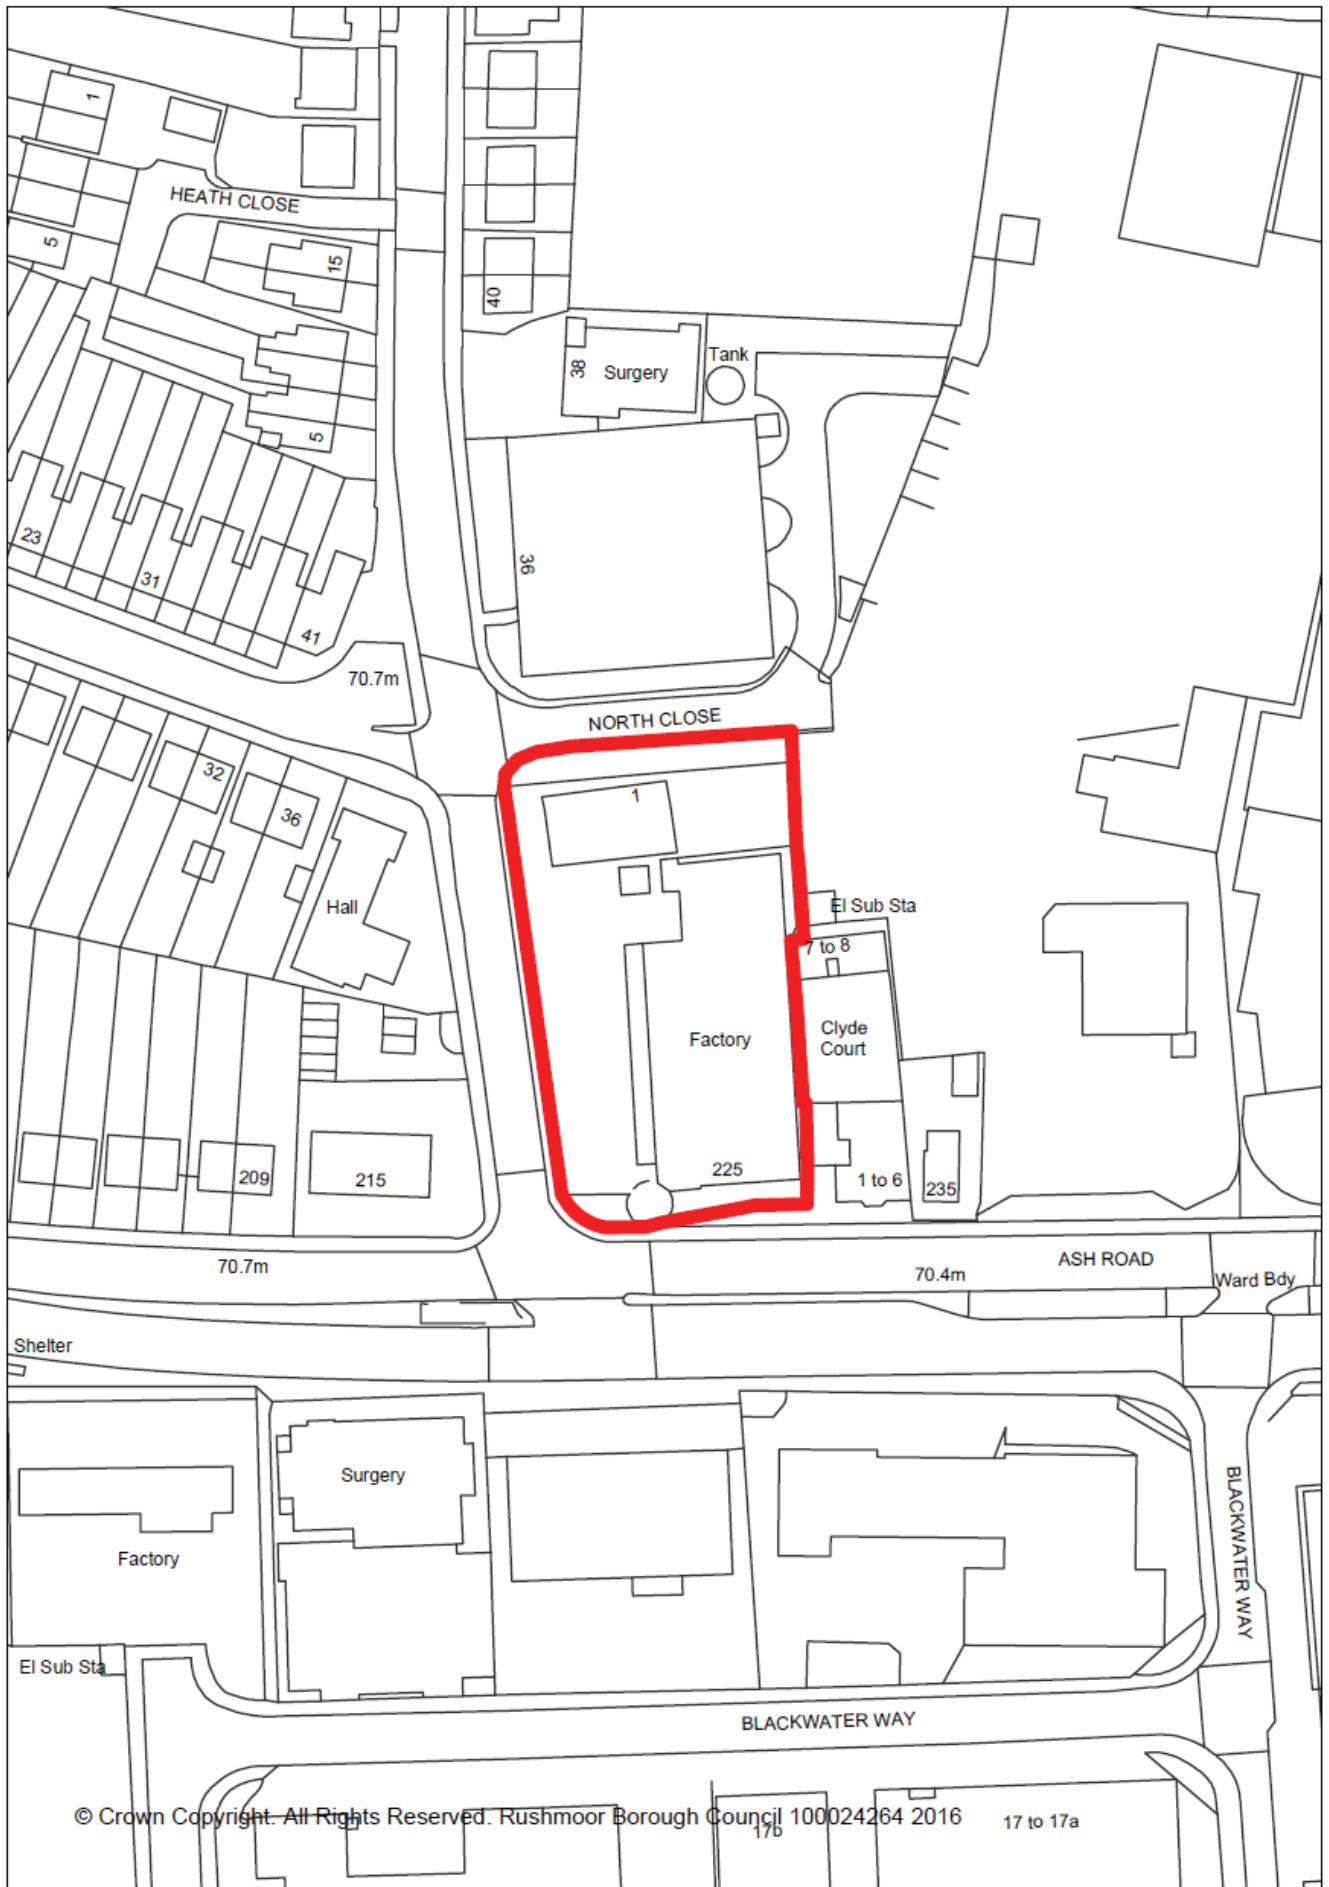 1
HEATH CLOSE
5
15
40
38
Surgery
Tank
5
23
31
41
36
70.7m
NORTH CLOSE
32
36
1
Hall
El Sub Sta
7 to 8
Clyde
Court
Factory
209
215
225
1 to 6
235
70.7m
70.4m
ASH ROAD
Ward Bdy
Shelter
Surgery
Factory
BLACKWATER WAY
El Sub Sta
BLACKWATER WAY
© Crown Copyright. All Rights Reserved. Rushmoor Borough Council 100024264 2016
17b
17 to 17a